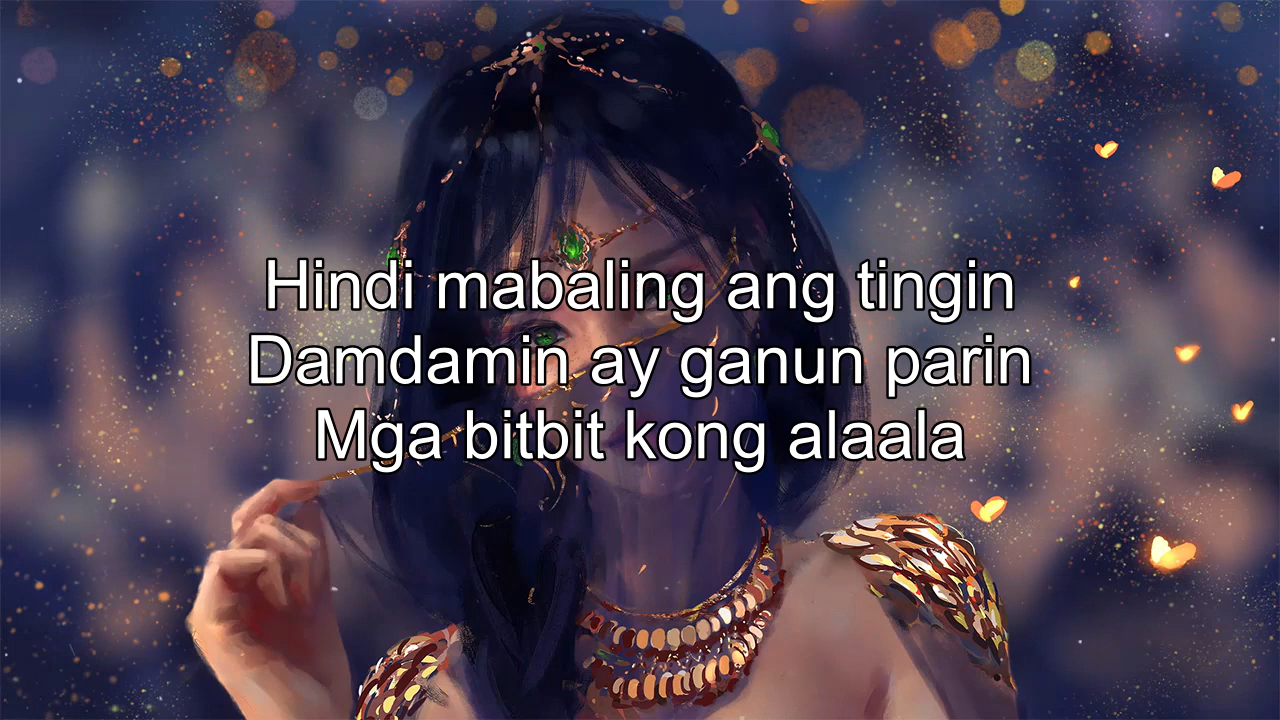 Hindi mabaling ang tingin
Damdamin ay ganun parin
Mga bitbit kong alaala